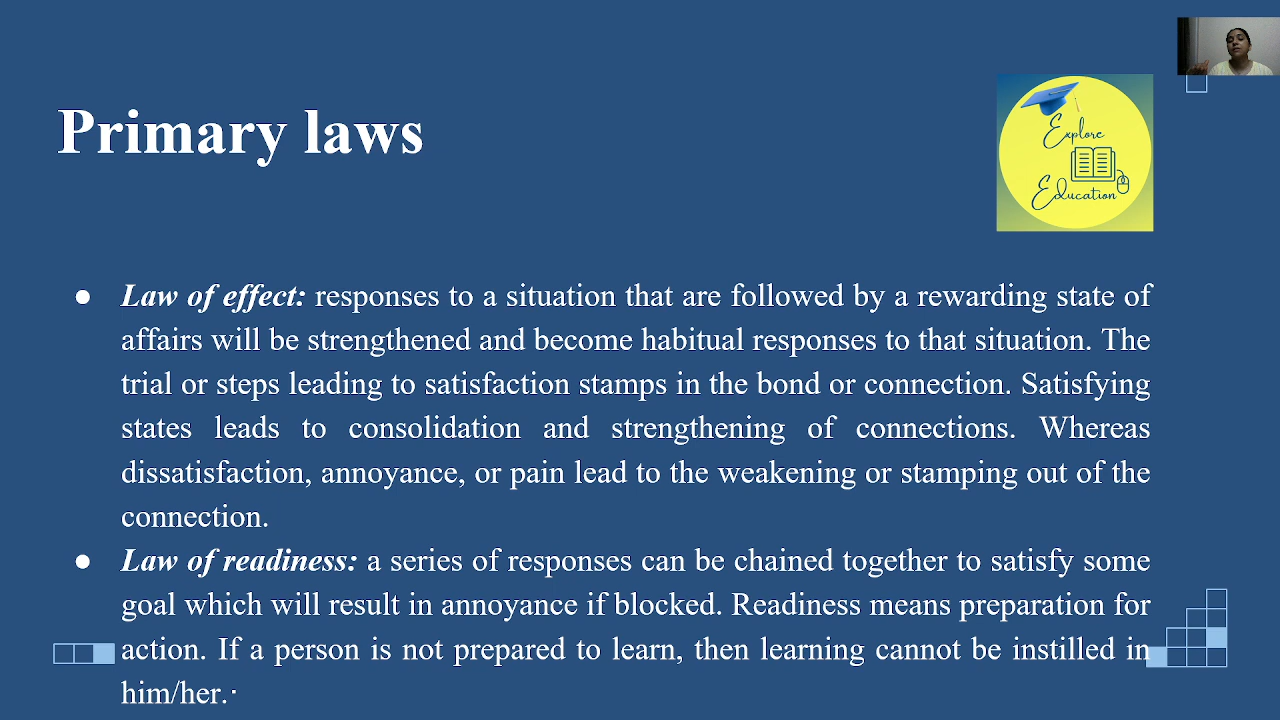 Primary laws
Explore
Education
● Law of effect: responses to a situation that are followed by a rewarding state of
affairs will be strengthened and become habitual responses to that situation. The
trial or steps leading to satisfaction stamps in the bond or connection. Satisfying
states leads to consolidation and strengthening of connections. Whereas
dissatisfaction, annoyance, or pain lead to the weakening or stamping out of the
connection.
● Law of readiness: a series of responses can be chained together to satisfy some
goal which will result in annoyance if blocked. Readiness means preparation for
action. If a person is not prepared to learn, then learning cannot be instilled in
him/her.·